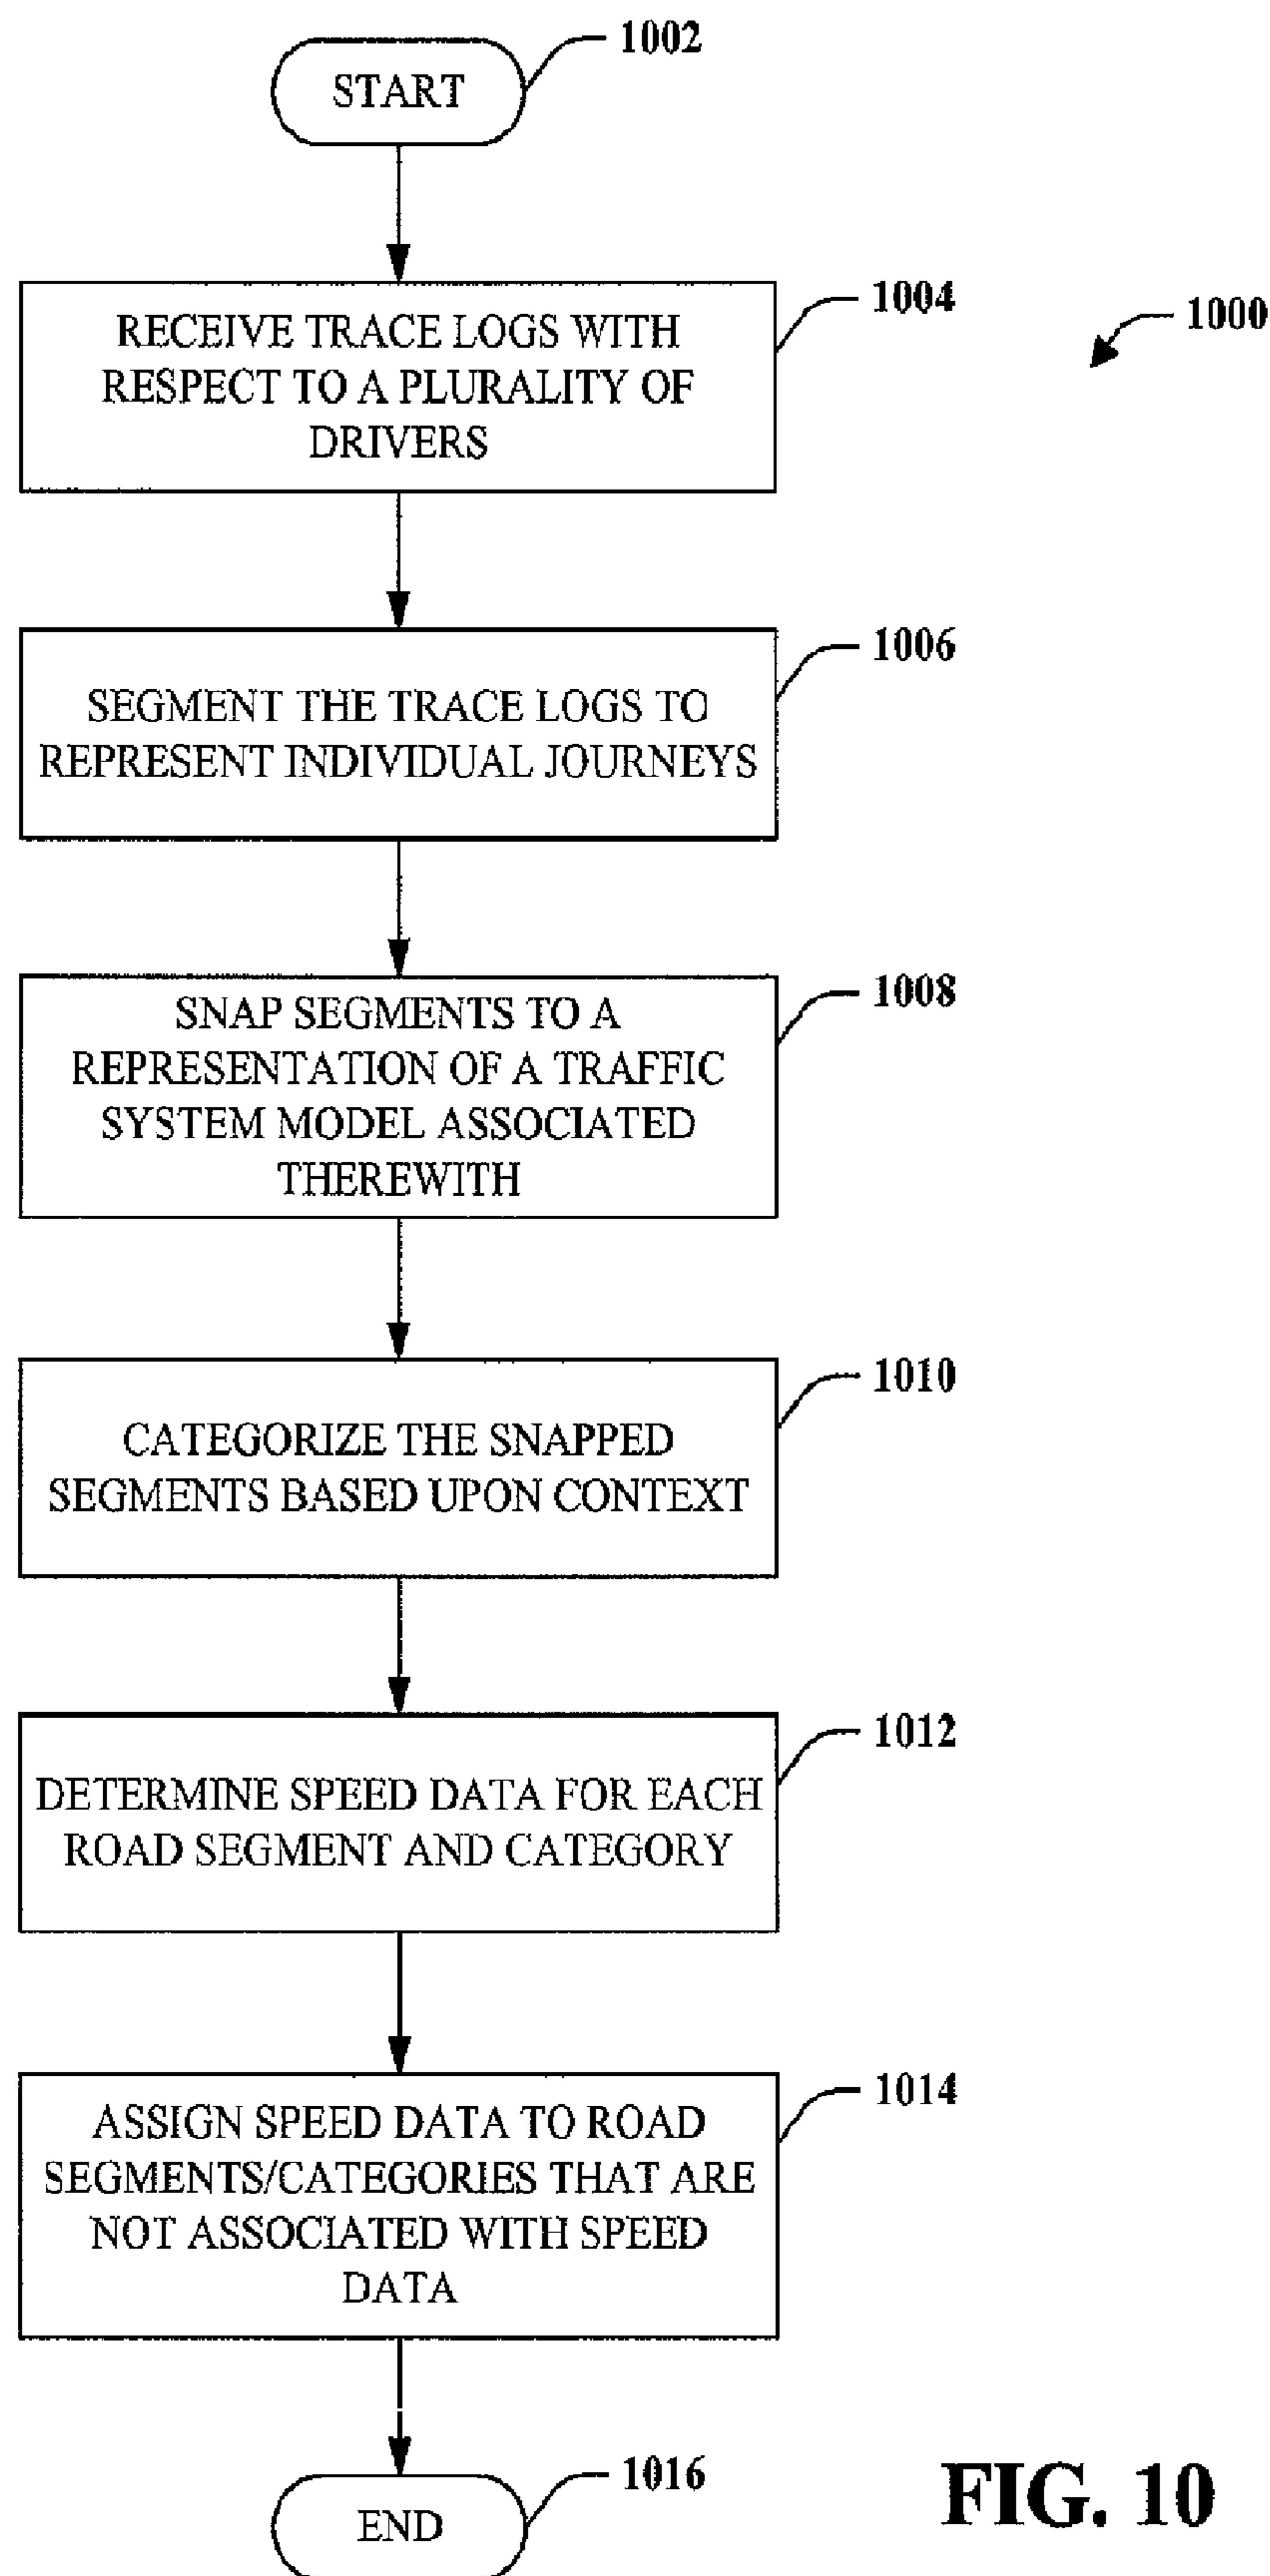 1002
START
1004
1000
RECEIVE TRACE LOGS WITH
RESPECT TO A PLURALITY OF
DRIVERS
1006
SEGMENT THE TRACE LOGS TO
REPRESENT INDIVIDUAL JOURNEYS
1008
SNAP SEGMENTS TO A
REPRESENTATION OF A TRAFFIC
SYSTEM MODEL ASSOCIATED
THEREWITH
1010
CATEGORIZE THE SNAPPED
SEGMENTS BASED UPON CONTEXT
1012
DETERMINE SPEED DATA FOR EACH
ROAD SEGMENT AND CATEGORY
1014
ASSIGN SPEED DATA TO ROAD
SEGMENTS/CATEGORIES THAT ARE
NOT ASSOCIATED WITH SPEED
DATA
1016
END
FIG. 10